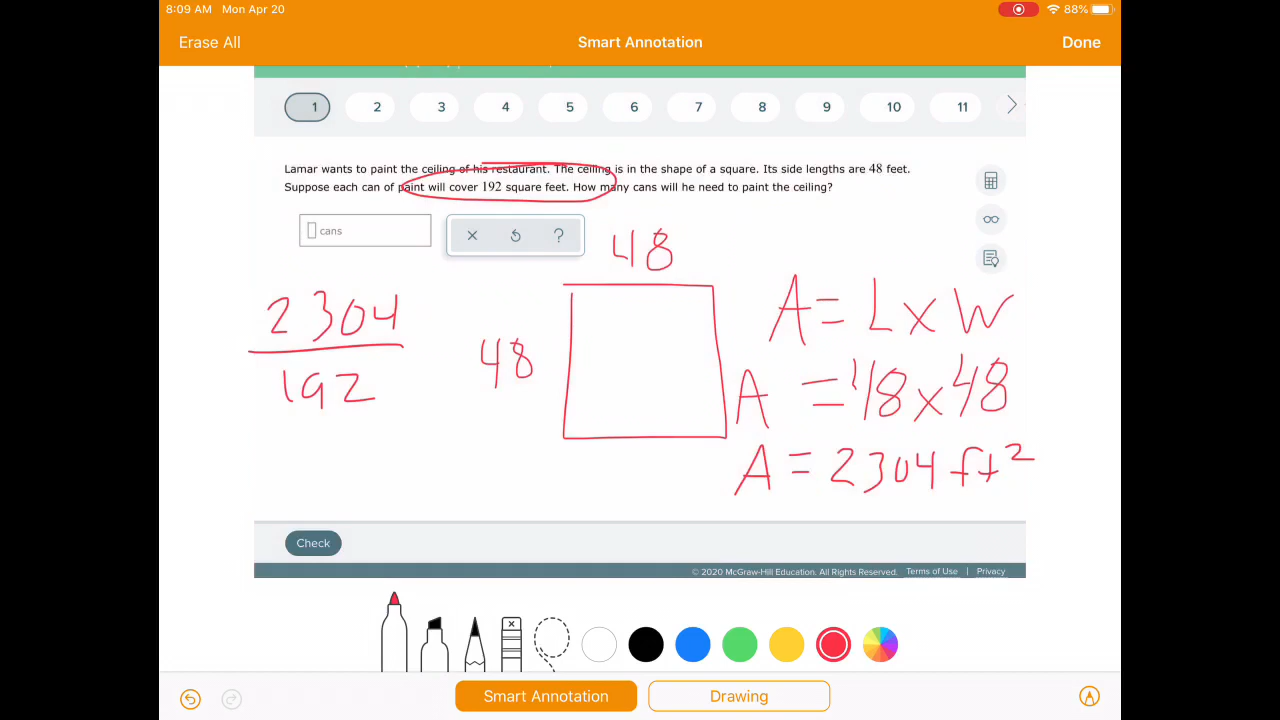 8:09 AM Mon Apr 20 88%
Erase All Smart Annotation Done
1 2 3 4 5 6 7 8 9 10 11
Lamar wants to paint the ceiling of his restaurant. The ceiling is in the shape of a square. Its side lengths are 48 feet.
Suppose each can of paint will cover 192 square feet. How many cans will he need to paint the ceiling?
cans
?
48
48
2304
192
A = L x W
A = 48 x 48
A = 2304 ft²
Check
© 2020 McGraw-Hill Education. All Rights Reserved. Terms of Use | Privacy
Smart Annotation Drawing